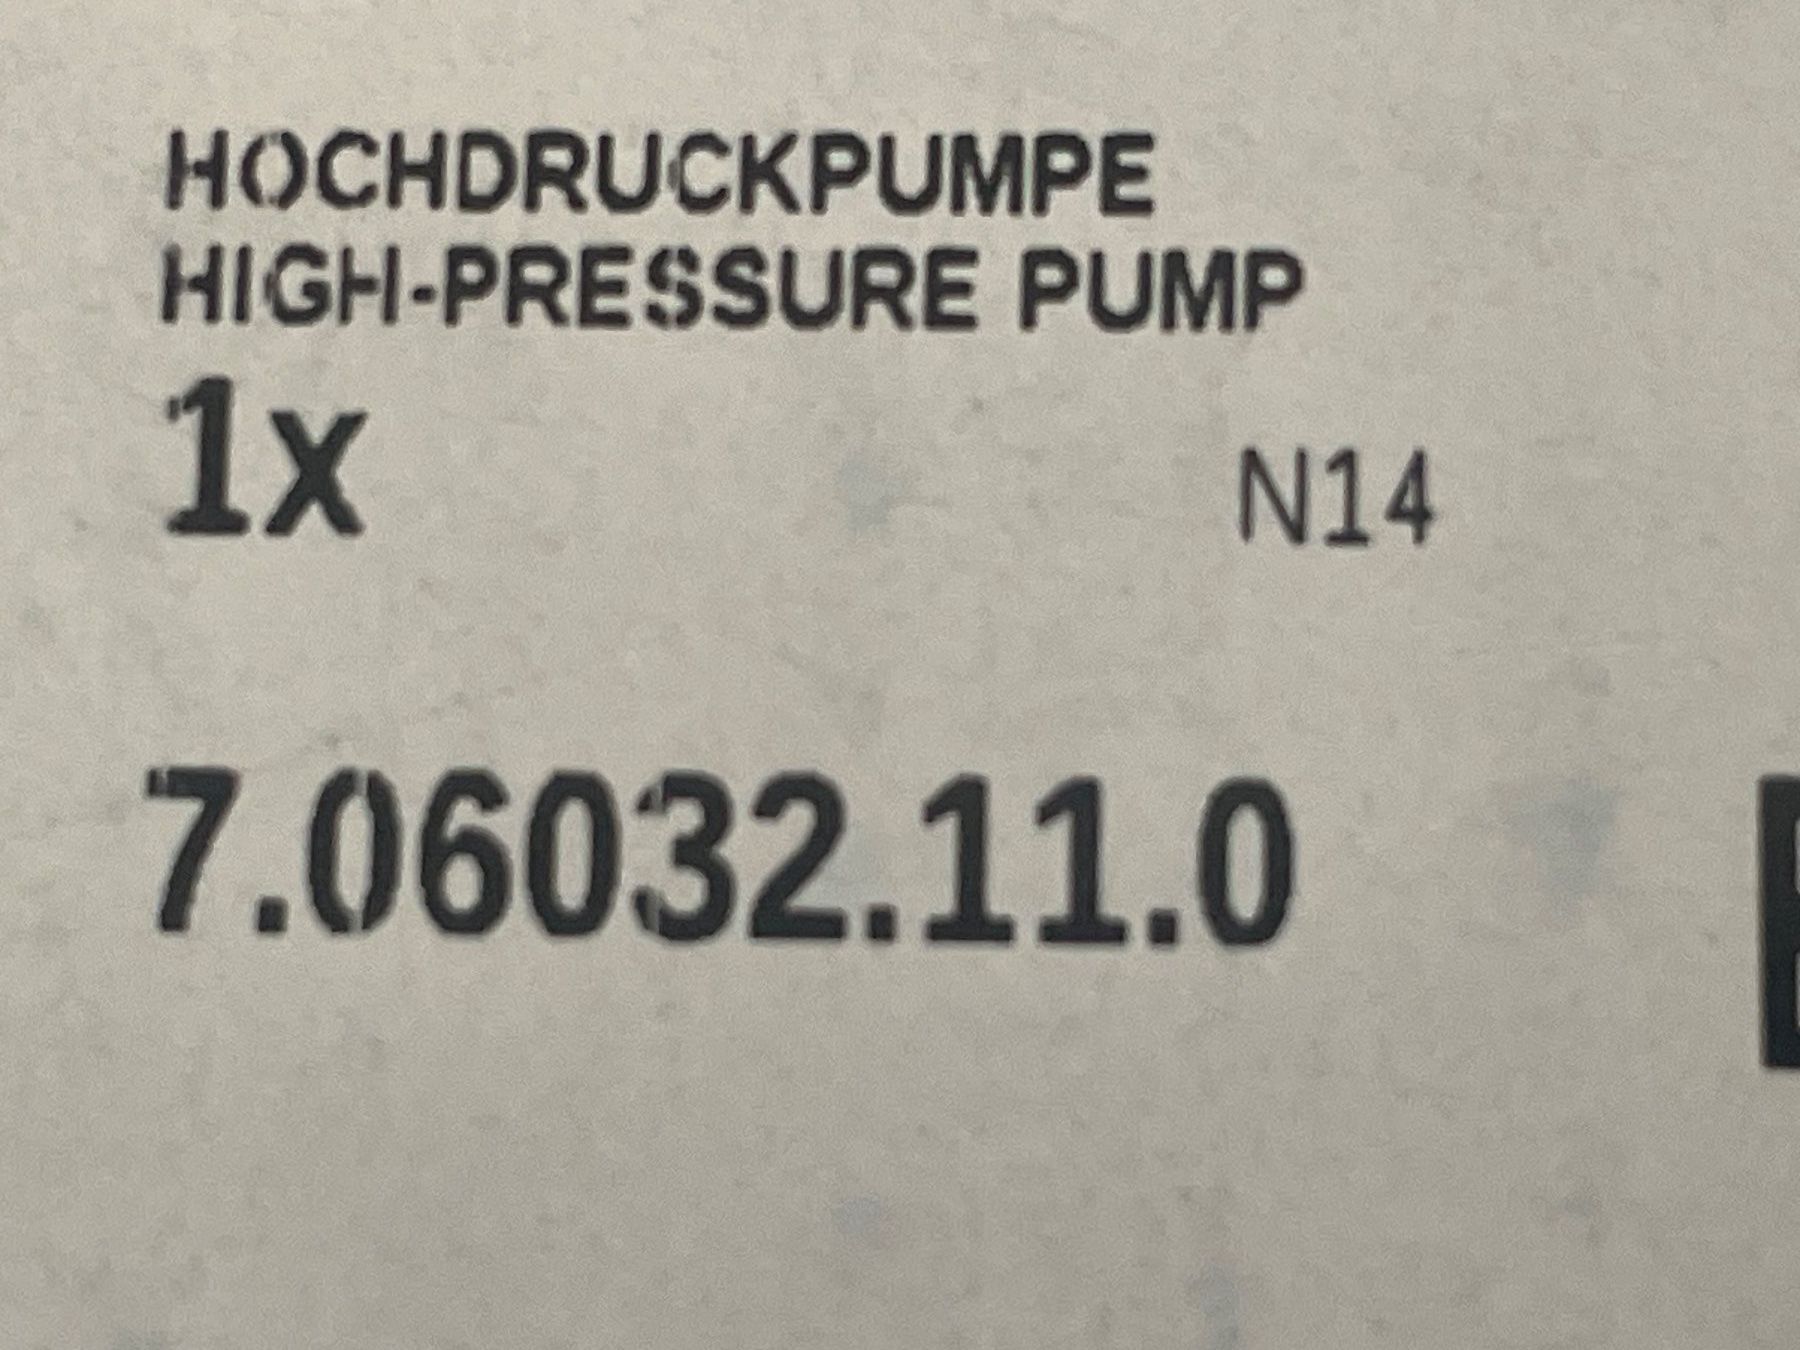 HOCHDRUCKPUMPE
HIGH-PRESSURE PUMP
1x
N14
7.06032.11.0